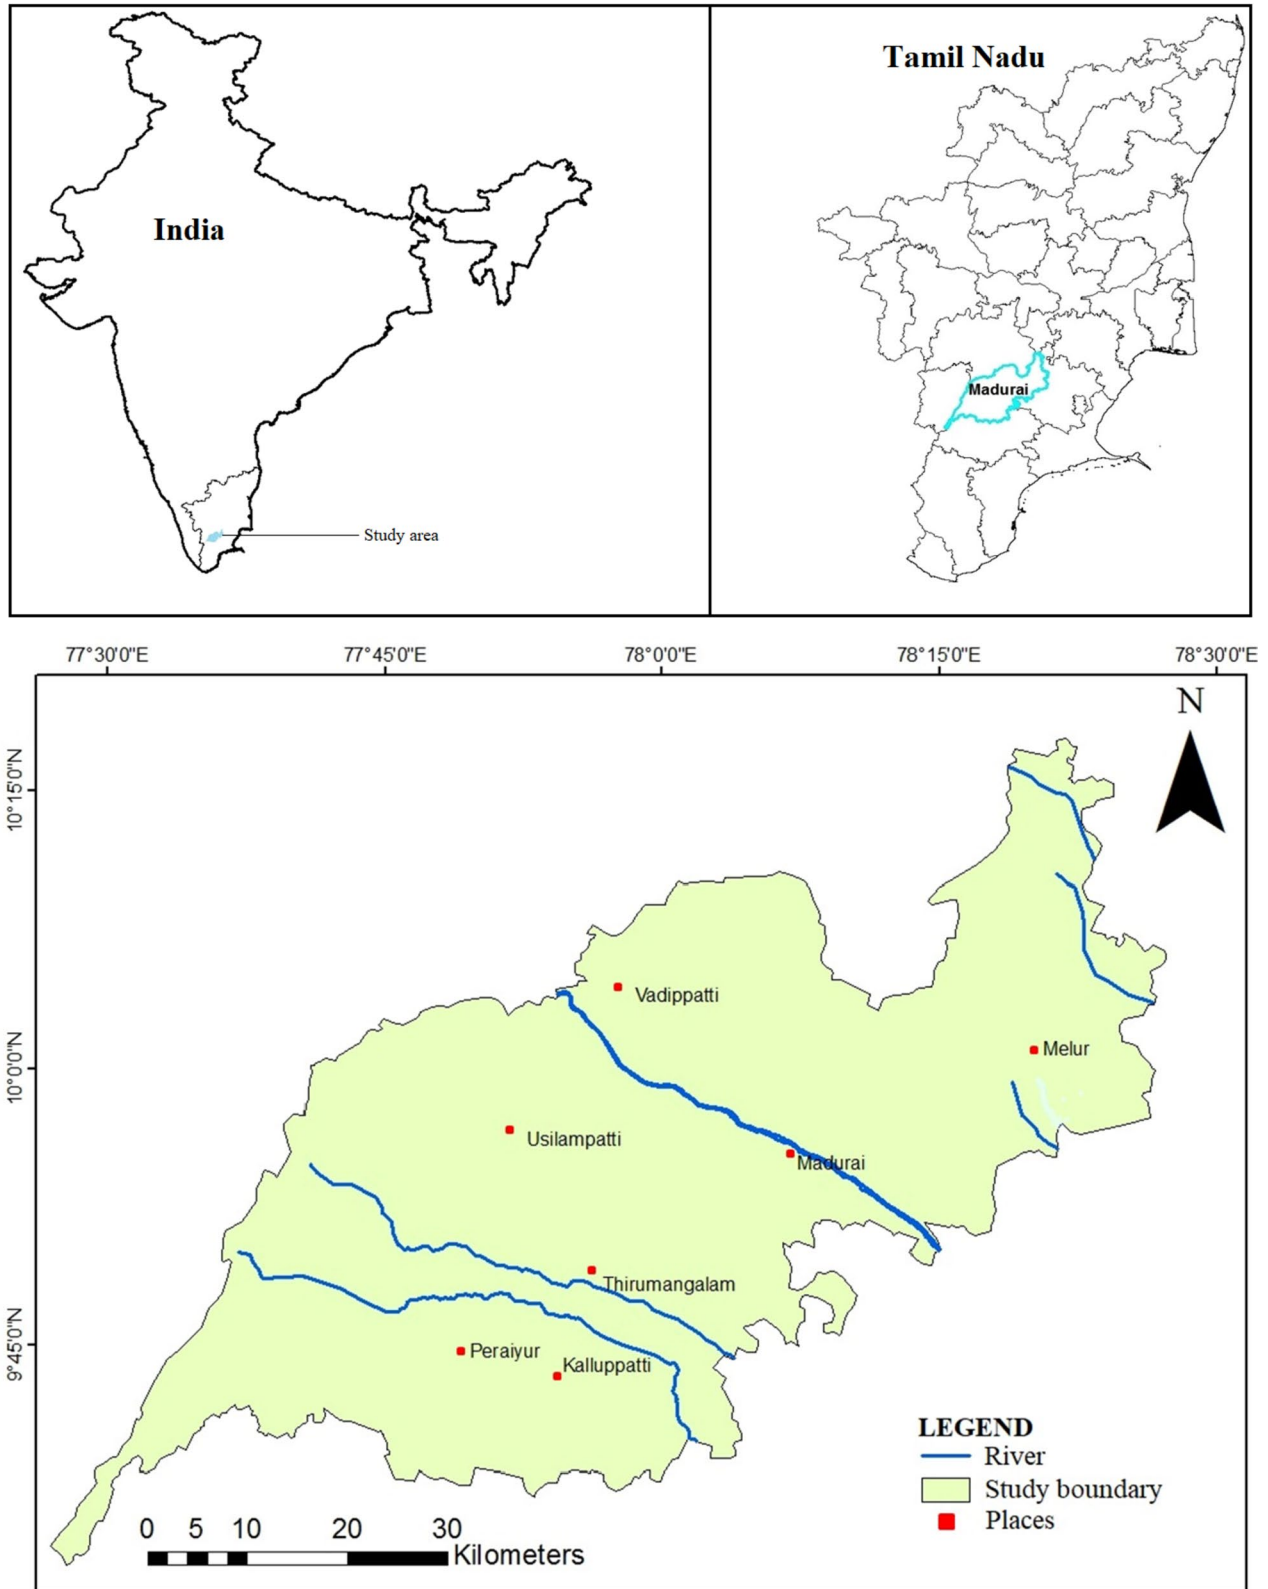 India
Study area
Tamil Nadu
Madurai
77°30'0"E
77°45'0"E
78°0'0"E
78°15'0"E
78°30'0"E
N
10°15'0"N
10°0'0"N
9°45'0"N
Vadippatti
Melur
Usilampatti
Madurai
Thirumangalam
Peraiyur
Kalluppatti
LEGEND
River
Study boundary
Places
0 5 10 20 30
Kilometers